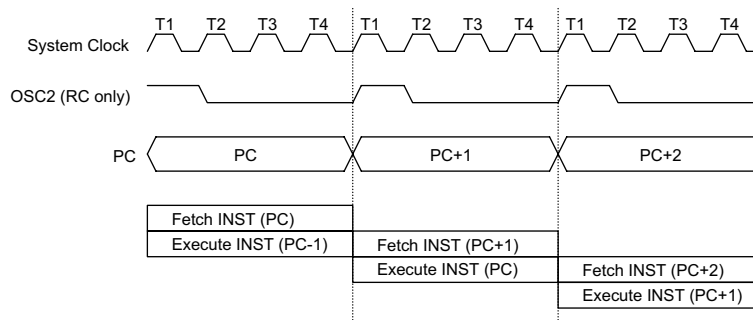 T1 T2 T3 T4 T1 T2 T3 T4 T1 T2 T3 T4
System Clock
OSC2 (RC only)
PC PC PC+1 PC+2
Fetch INST (PC)
Execute INST (PC-1) Fetch INST (PC+1)
Execute INST (PC) Fetch INST (PC+2)
Execute INST (PC+1)